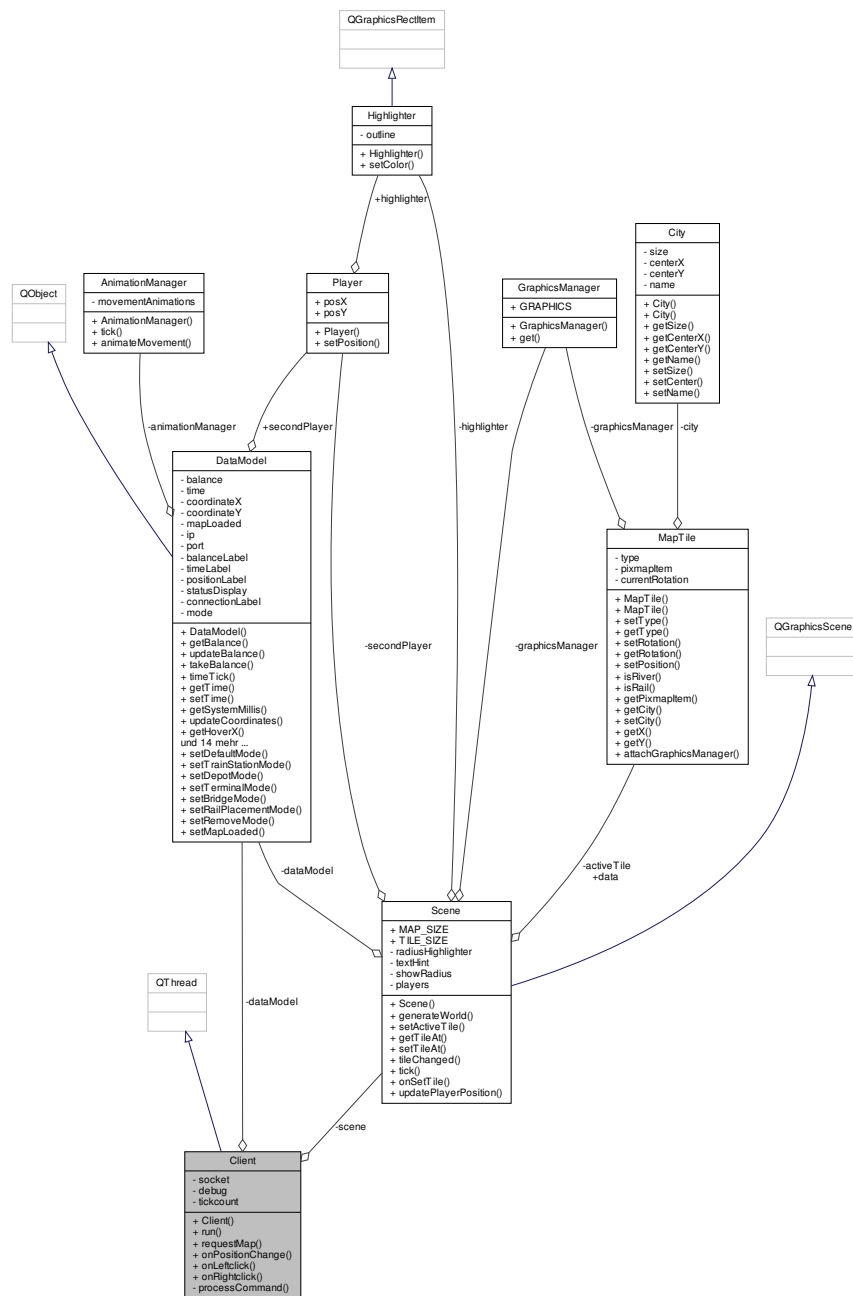 QGraphicsRectItem
Highlighter
- outline
+ Highlighter()
+ setColor()
+highlighter
City
- size
- centerX
- centerY
- name
+ City()
+ City()
+ getSize()
+ getCenterX()
+ getCenterY()
+ getName()
+ setSize()
+ setCenter()
+ setName()
QObject
AnimationManager
- movementAnimations
+ AnimationManager()
+ tick()
+ animateMovement()
Player
+ posX
+ posY
+ Player()
+ setPosition()
GraphicsManager
+ GRAPHICS
+ GraphicsManager()
+ get()
-animationManager
+secondPlayer
-highlighter
-graphicsManager
-city
DataModel
- balance
- time
- coordinateX
- coordinateY
- mapLoaded
- ip
- port
- balanceLabel
- timeLabel
- positionLabel
- statusDisplay
- connectionLabel
- mode
+ DataModel()
+ getBalance()
+ updateBalance()
+ takeBalance()
+ timeTick()
+ getTime()
+ setTime()
+ getSystemMillis()
+ updateCoordinates()
+ getHoverX()
und 14 mehr ...
+ setDefaultMode()
+ setTrainStationMode()
+ setDepotMode()
+ setTerminalMode()
+ setBridgeMode()
+ setRailPlacementMode()
+ setRemoveMode()
+ setMapLoaded()
MapTile
- type
- pixmapItem
- currentRotation
+ MapTile()
+ MapTile()
+ setType()
+ getType()
+ setRotation()
+ getRotation()
+ setPosition()
+ isRiver()
+ isRail()
+ getPixmapItem()
+ getCity()
+ setCity()
+ getX()
+ getY()
+ attachGraphicsManager()
QGraphicsScene
-secondPlayer
-graphicsManager
-dataModel
-activeTile
+data
Scene
+ MAP_SIZE
+ TILE_SIZE
- radiusHighlighter
- textHint
- showRadius
- players
+ Scene()
+ generateWorld()
+ setActiveTile()
+ getTileAt()
+ setTileAt()
+ tileChanged()
+ tick()
+ onSetTile()
+ updatePlayerPosition()
QThread
-dataModel
-scene
Client
- socket
- debug
- tickcount
+ Client()
+ run()
+ requestMap()
+ onPositionChange()
+ onLeftclick()
+ onRightclick()
- processCommand()